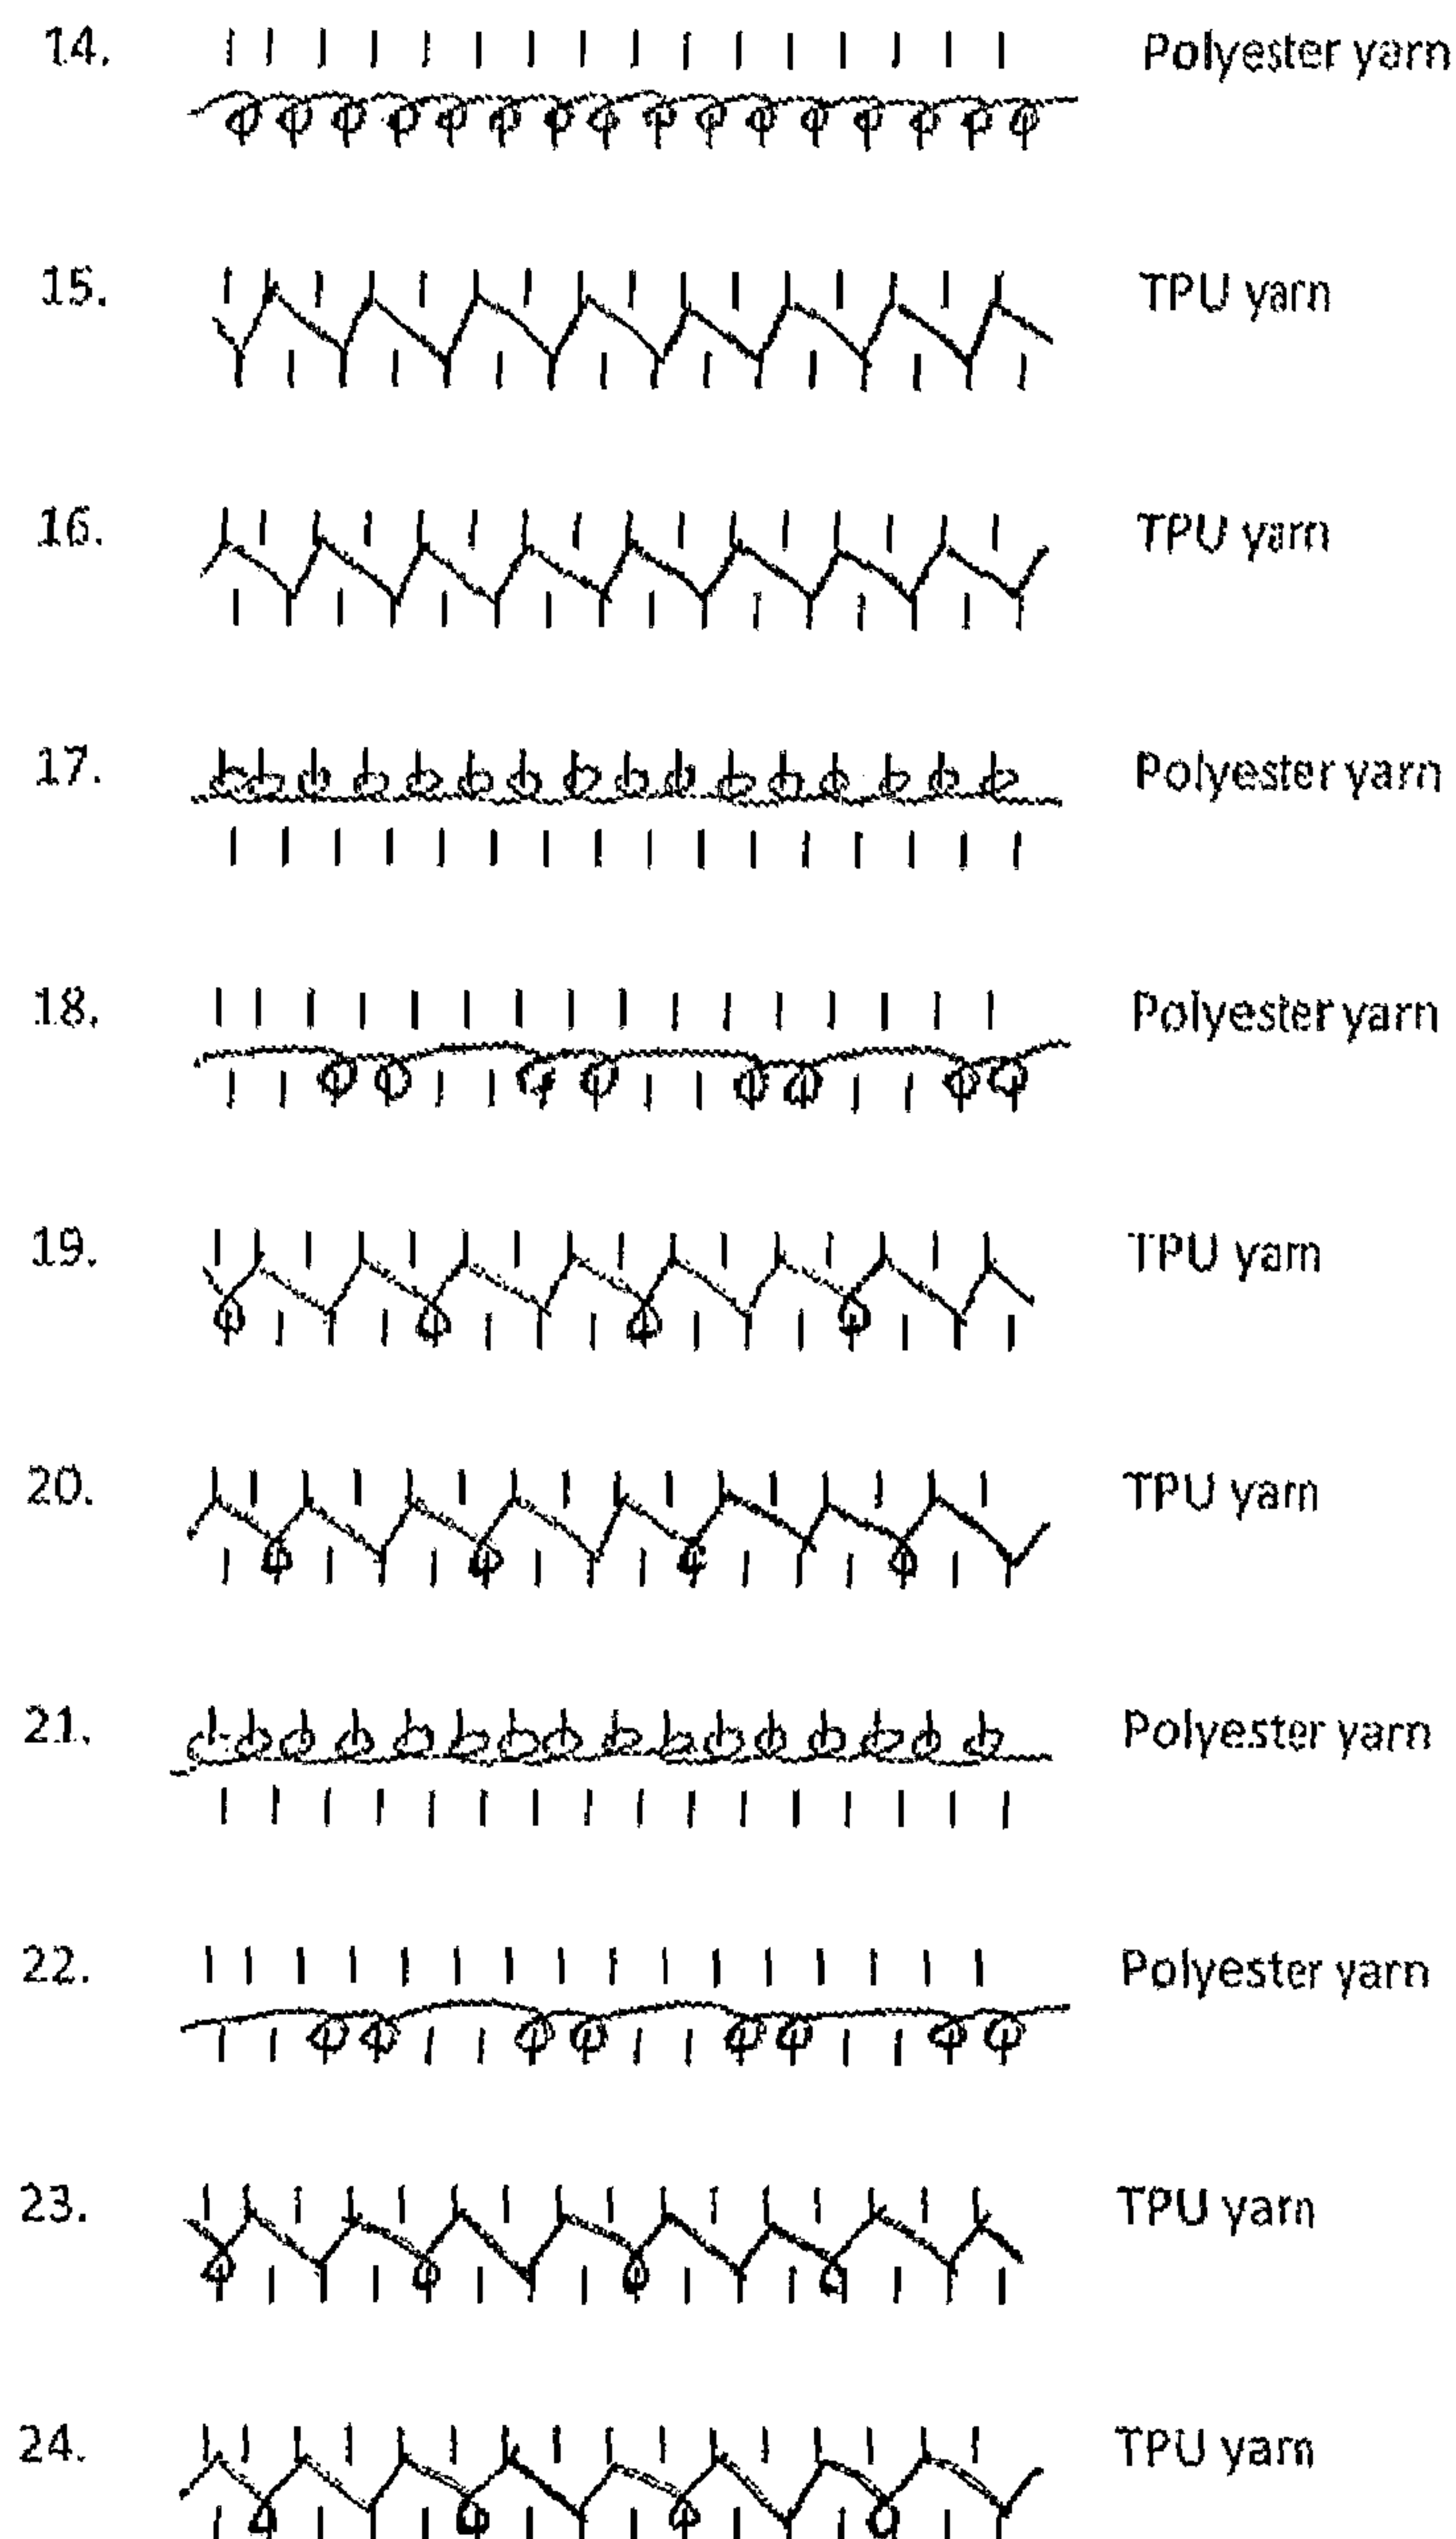 14. Polyester yarn
15. TPU yarn
16. TPU yarn
17. Polyester yarn
18. Polyester yarn
19. TPU yarn
20. TPU yarn
21. Polyester yarn
22. Polyester yarn
23. TPU yarn
24. TPU yarn